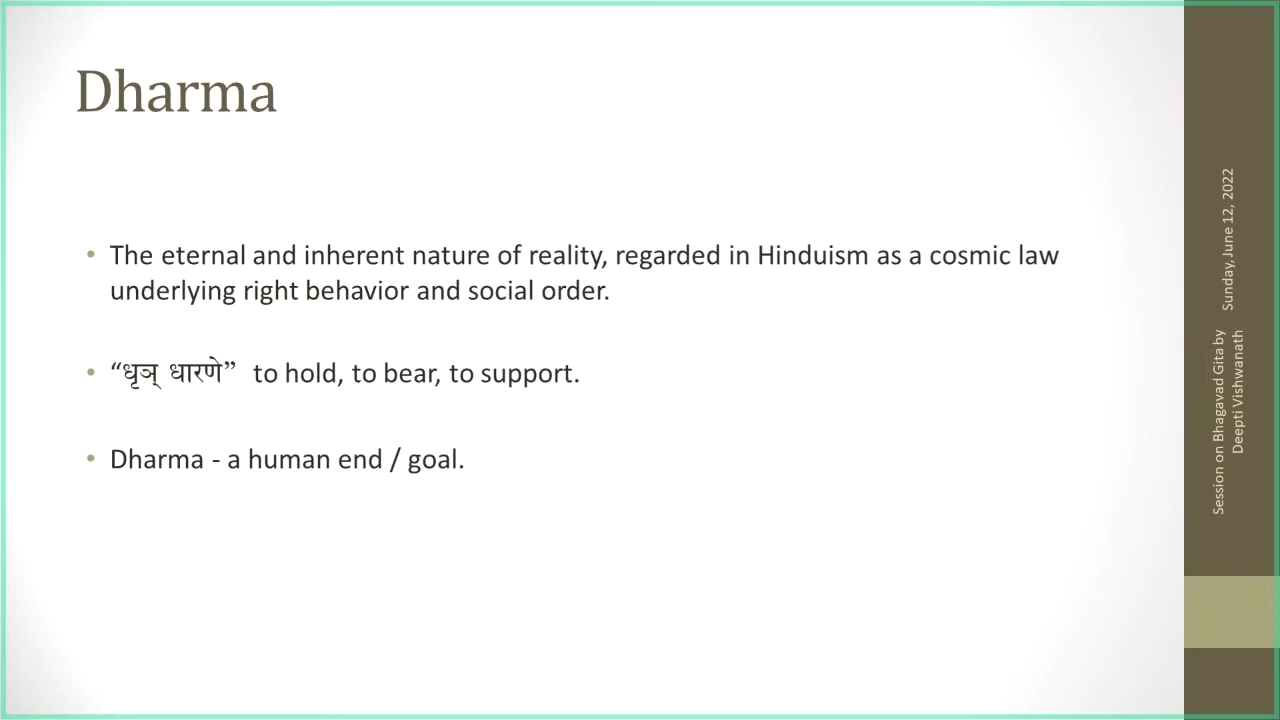 Dharma
• The eternal and inherent nature of reality, regarded in Hinduism as a cosmic law
underlying right behavior and social order.
• “धृञ् धारणे” to hold, to bear, to support.
• Dharma - a human end / goal.
Session on Bhagavad Gita by
Deepti Vishwanath
Sunday, June 12, 2022